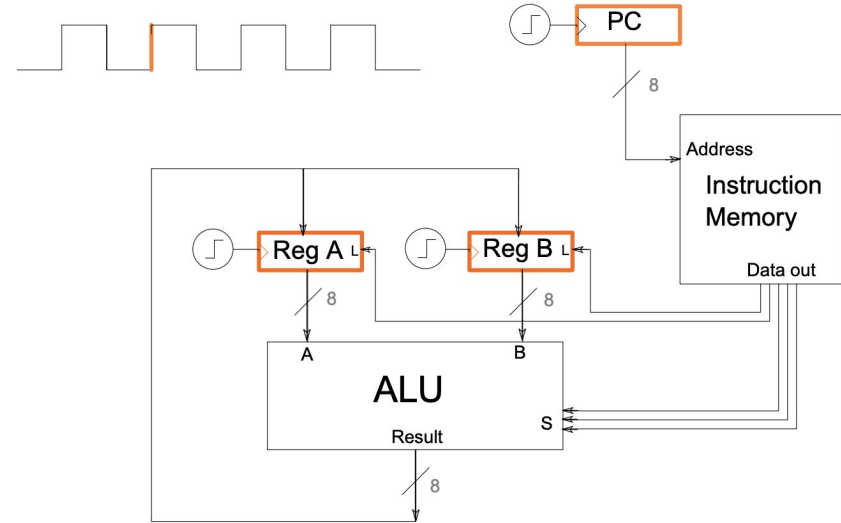 PC
8
Address
Instruction
Memory
Data out
Reg A L
Reg B L
8
8
A
B
ALU
S
Result
8